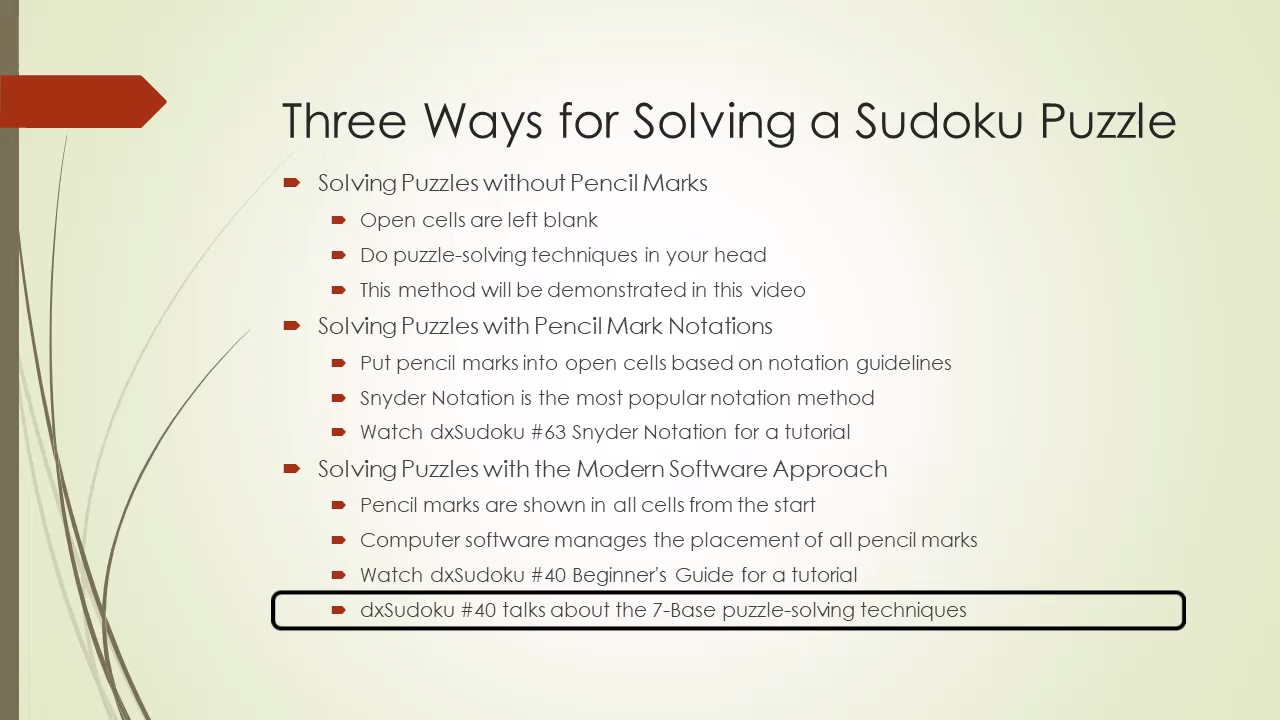 Three Ways for Solving a Sudoku Puzzle
Solving Puzzles without Pencil Marks
Open cells are left blank
Do puzzle-solving techniques in your head
This method will be demonstrated in this video
Solving Puzzles with Pencil Mark Notations
Put pencil marks into open cells based on notation guidelines
Snyder Notation is the most popular notation method
Watch dxSudoku #63 Snyder Notation for a tutorial
Solving Puzzles with the Modern Software Approach
Pencil marks are shown in all cells from the start
Computer software manages the placement of all pencil marks
Watch dxSudoku #40 Beginner's Guide for a tutorial
dxSudoku #40 talks about the 7-Base puzzle-solving techniques